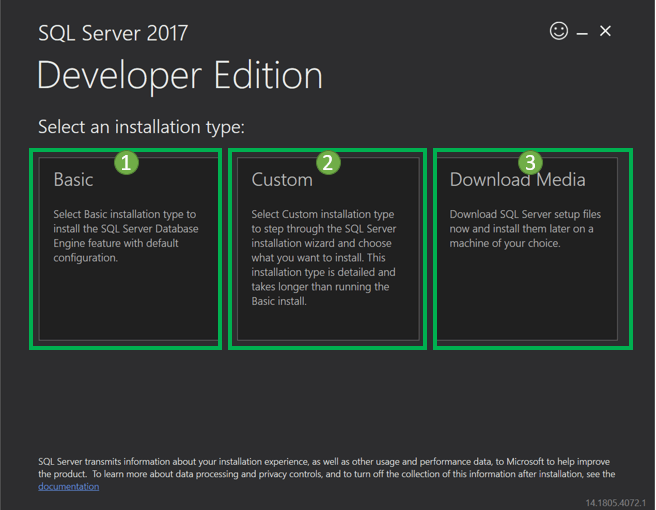 SQL Server 2017
Developer Edition
Select an installation type:
1
2
3
Basic
Select Basic installation type to
install the SQL Server Database
Engine feature with default
configuration.
Custom
Select Custom installation type
to step through the SQL Server
installation wizard and choose
what you want to install. This
installation type is detailed and
takes longer than running the
Basic install.
Download Media
Download SQL Server setup files
now and install them later on a
machine of your choice.
SQL Server transmits information about your installation experience, as well as other usage and performance data, to Microsoft to help improve
the product.  To learn more about data processing and privacy controls, and to turn off the collection of this information after installation, see the
documentation
14.1805.4072.1